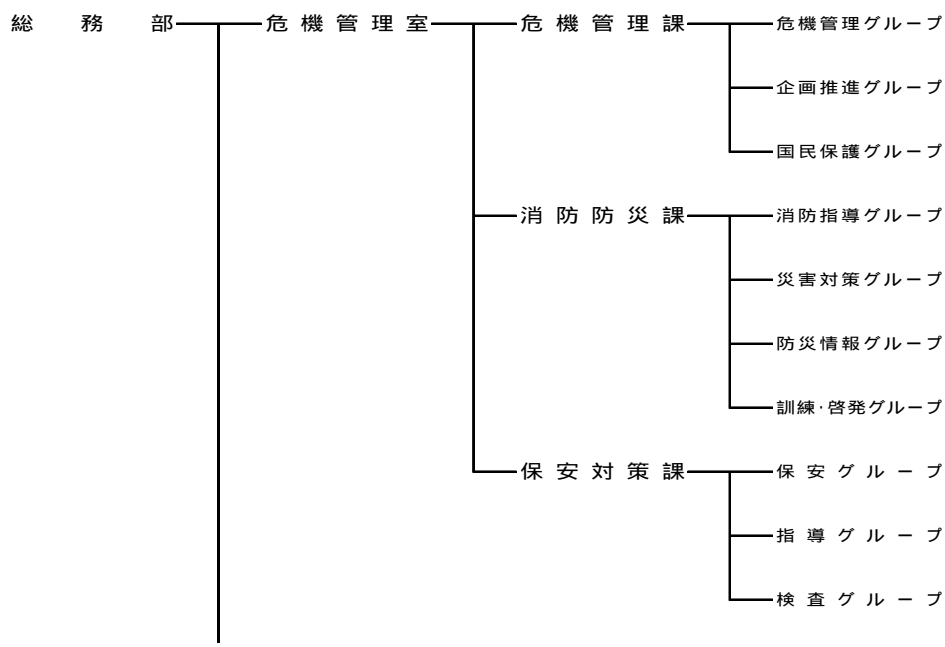 総務部 危機管理室 危機管理課 危機管理グループ
企画推進グループ
国民保護グループ
消防防災課 消防指導グループ
災害対策グループ
防災情報グループ
訓練・啓発グループ
保安対策課 保安グループ
指導グループ
検査グループ